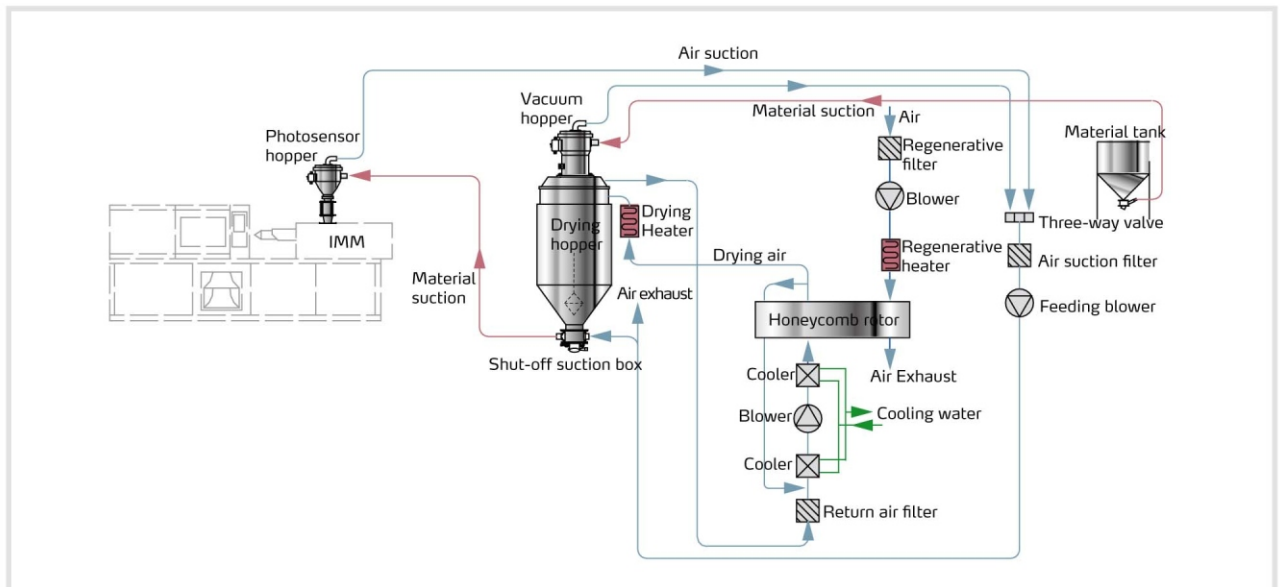 Air suction
Vacuum
hopper
Material suction
Air
Photosensor
hopper
Regenerative
filter
Material tank
Blower
Drying
Heater
Drying
hopper
Three-way valve
IMM
Regenerative
heater
Drying air
Air suction filter
Material
suction
Air exhaust
Feeding blower
Honeycomb rotor
Shut-off suction box
Cooler
Air Exhaust
Blower
Cooling water
Cooler
Return air filter